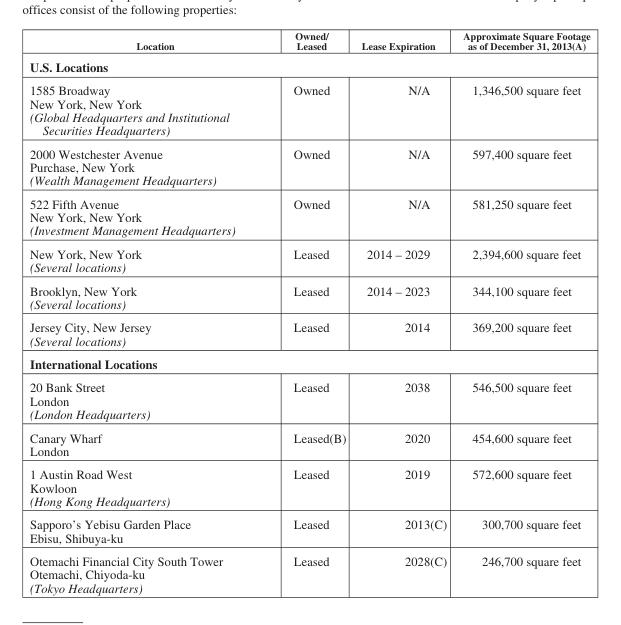 offices consist of the following properties:
Location
Owned/
Leased
Lease Expiration
Approximate Square Footage
as of December 31, 2013(A)
U.S. Locations
1585 Broadway
New York, New York
(Global Headquarters and Institutional
Securities Headquarters)
Owned
N/A
1,346,500 square feet
2000 Westchester Avenue
Purchase, New York
(Wealth Management Headquarters)
Owned
N/A
597,400 square feet
522 Fifth Avenue
New York, New York
(Investment Management Headquarters)
Owned
N/A
581,250 square feet
New York, New York
(Several locations)
Leased
2014 – 2029
2,394,600 square feet
Brooklyn, New York
(Several locations)
Leased
2014 – 2023
344,100 square feet
Jersey City, New Jersey
(Several locations)
Leased
2014
369,200 square feet
International Locations
20 Bank Street
London
(London Headquarters)
Leased
2038
546,500 square feet
Canary Wharf
London
Leased(B)
2020
454,600 square feet
1 Austin Road West
Kowloon
(Hong Kong Headquarters)
Leased
2019
572,600 square feet
Sapporo's Yebisu Garden Place
Ebisu, Shibuya-ku
Leased
2013(C)
300,700 square feet
Otemachi Financial City South Tower
Otemachi, Chiyoda-ku
(Tokyo Headquarters)
Leased
2028(C)
246,700 square feet